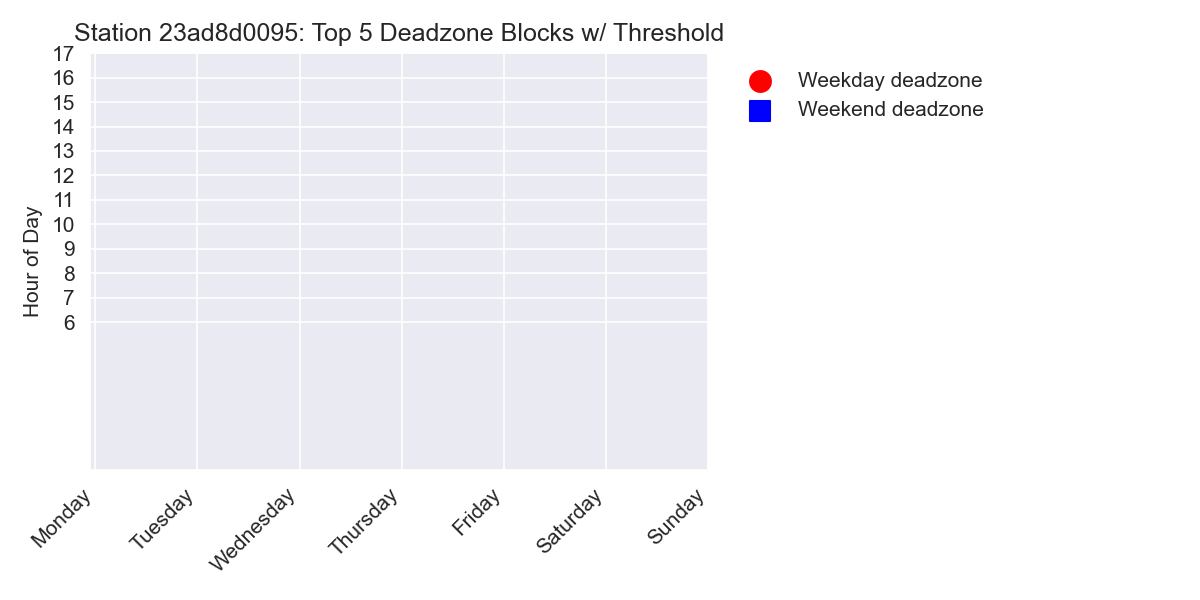 Station 23ad8d0095: Top 5 Deadzone Blocks w/ Threshold
17
16
15
14
13
12
11
10
9
8
7
6
Hour of Day
Monday
Tuesday
Wednesday
Thursday
Friday
Saturday
Sunday
Weekday deadzone
Weekend deadzone